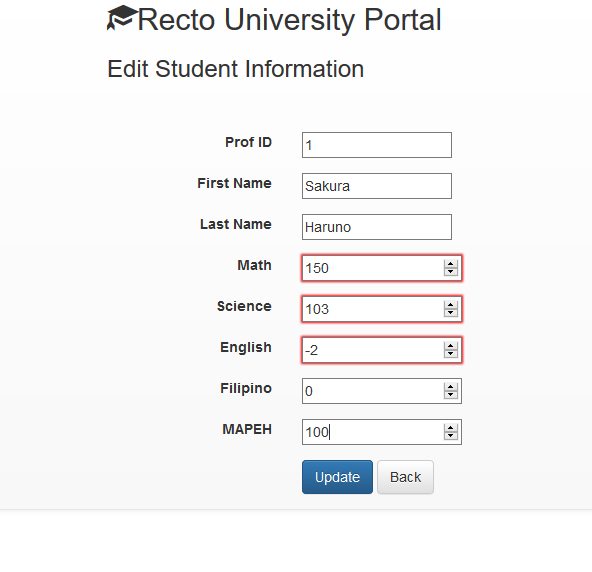 Recto University Portal
Edit Student Information
Prof ID 1
First Name Sakura
Last Name Haruno
Math 150
Science 103
English -2
Filipino 0
MAPEH 100
Update Back